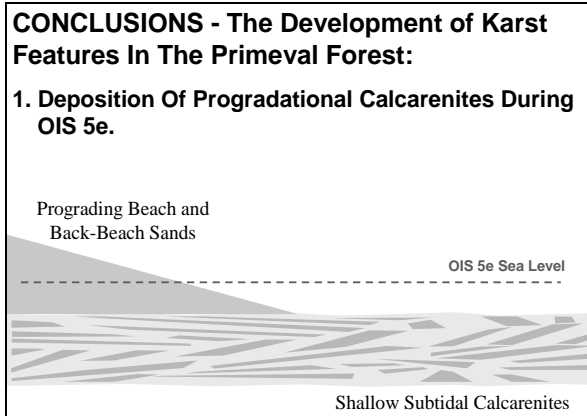 CONCLUSIONS - The Development of Karst
Features In The Primeval Forest:
1. Deposition Of Progradational Calcarenites During
OIS 5e.
Prograding Beach and
Back-Beach Sands
OIS 5e Sea Level
Shallow Subtidal Calcarenites